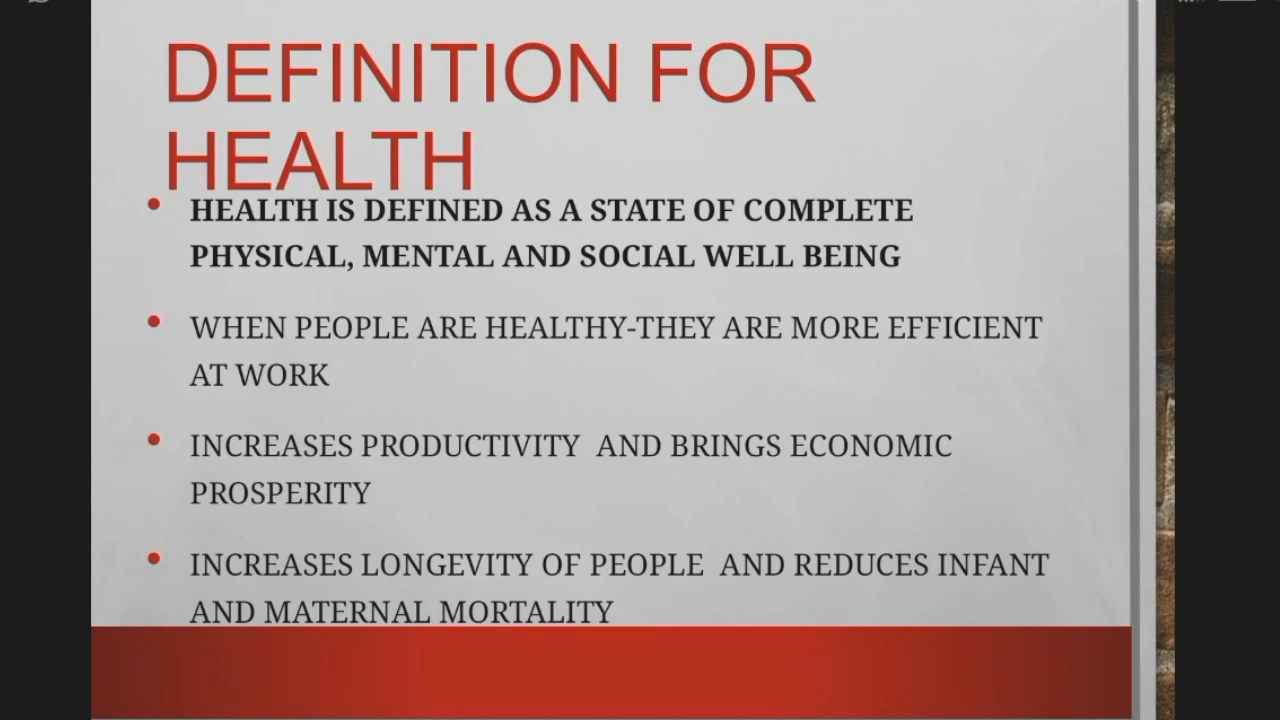 DEFINITION FOR
HEALTH
• HEALTH IS DEFINED AS A STATE OF COMPLETE
PHYSICAL, MENTAL AND SOCIAL WELL BEING
• WHEN PEOPLE ARE HEALTHY-THEY ARE MORE EFFICIENT
AT WORK
• INCREASES PRODUCTIVITY  AND BRINGS ECONOMIC
PROSPERITY
• INCREASES LONGEVITY OF PEOPLE  AND REDUCES INFANT
AND MATERNAL MORTALITY